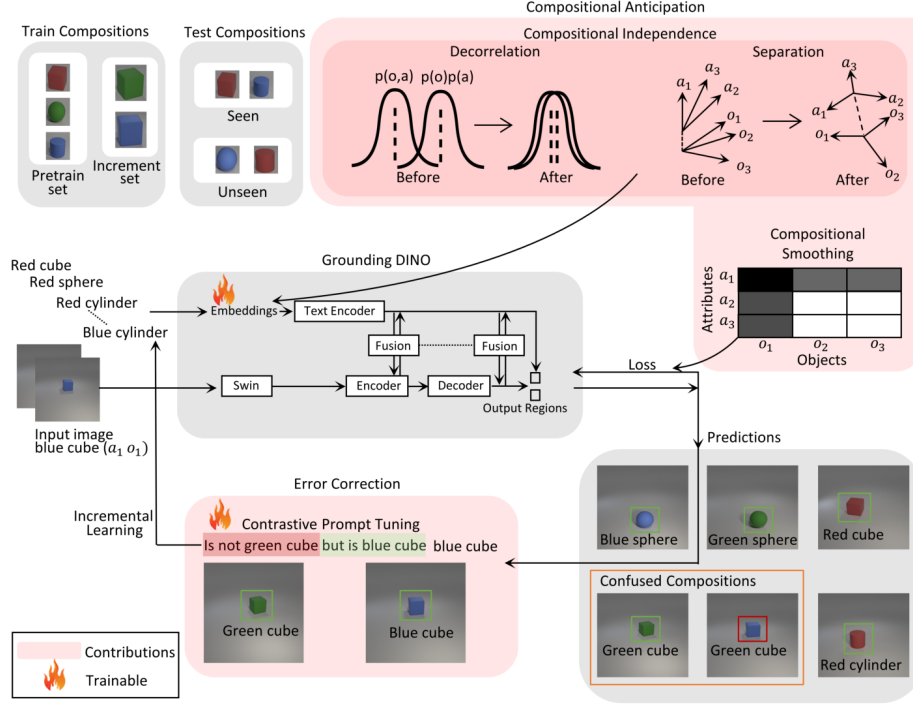 Compositional Anticipation
Train Compositions
Test Compositions
Compositional Independence
Decorrelation
Separation
p(o,a)
p(o)p(a)
Before
After
a₁
a₃
a₂
o₁
o₂
o₃
Before
a₃
a₁
a₂
o₃
o₁
o₂
After
Pretrain
set
Increment
set
Seen
Unseen
Compositional
Smoothing
Attributes
a₁
a₂
a₃
o₁
o₂
o₃
Objects
Grounding DINO
Red cube
Red sphere
Red cylinder
Blue cylinder
Embeddings
Text Encoder
Fusion
Fusion
Swin
Encoder
Decoder
Output Regions
Loss
Input image
blue cube (a₁ o₁)
Predictions
Blue sphere
Green sphere
Red cube
Confused Compositions
Green cube
Green cube
Red cylinder
Error Correction
Incremental
Learning
Contrastive Prompt Tuning
Is not green cube but is blue cube blue cube
Green cube
Blue cube
Contributions
Trainable